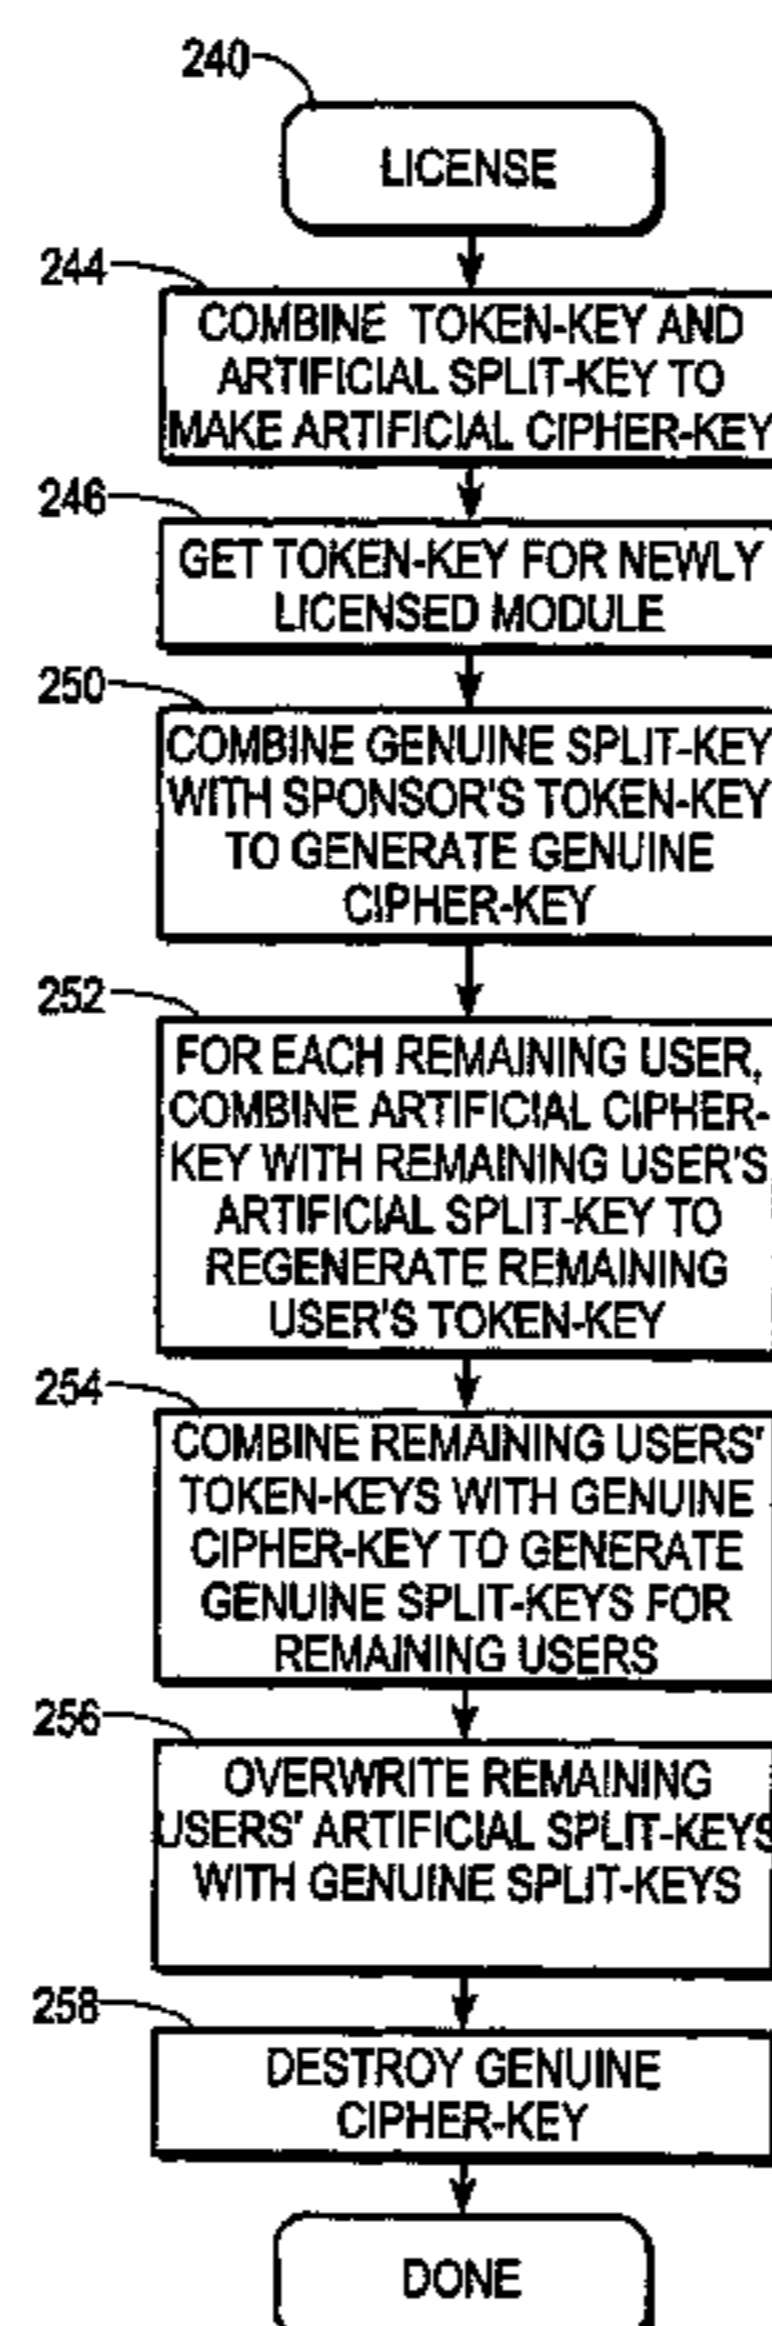 240
LICENSE
244
COMBINE TOKEN-KEY AND
ARTIFICIAL SPLIT-KEY TO
MAKE ARTIFICIAL CIPHER-KEY
246
GET TOKEN-KEY FOR NEWLY
LICENSED MODULE
250
COMBINE GENUINE SPLIT-KEY
WITH SPONSOR'S TOKEN-KEY
TO GENERATE GENUINE
CIPHER-KEY
252
FOR EACH REMAINING USER,
COMBINE ARTIFICIAL CIPHER-
KEY WITH REMAINING USER'S
ARTIFICIAL SPLIT-KEY TO
REGENERATE REMAINING
USER'S TOKEN-KEY
254
COMBINE REMAINING USERS'
TOKEN-KEYS WITH GENUINE
CIPHER-KEY TO GENERATE
GENUINE SPLIT-KEYS FOR
REMAINING USERS
256
OVERWRITE REMAINING
USERS' ARTIFICIAL SPLIT-KEYS
WITH GENUINE SPLIT-KEYS
258
DESTROY GENUINE
CIPHER-KEY
DONE